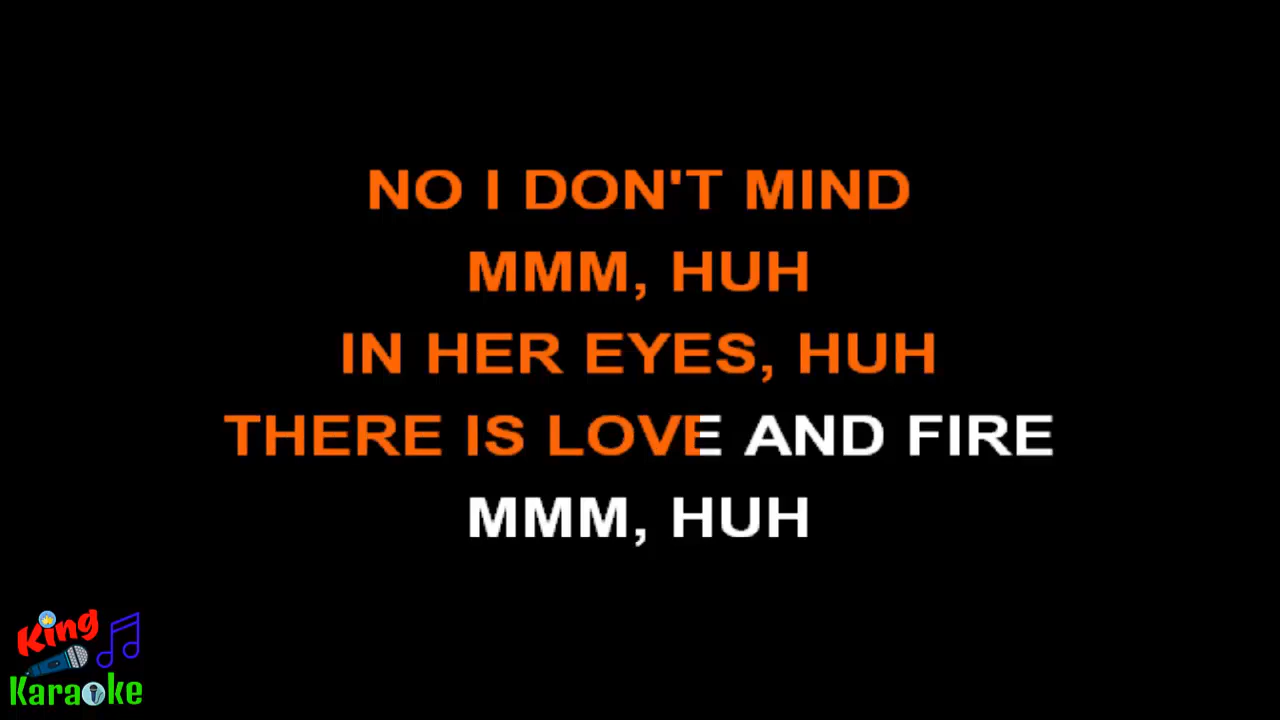 NO I DON'T MIND
MMM, HUH
IN HER EYES, HUH
THERE IS LOVE AND FIRE
MMM, HUH
King
Karaoke